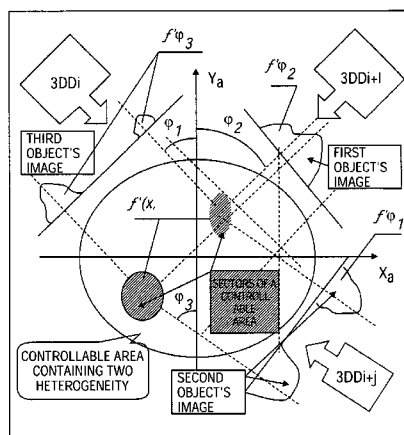 f'φ3
3DDi
Ya
f'φ2
3DDi+l
φ1
φ2
THIRD
OBJECT'S
IMAGE
FIRST
OBJECT'S
IMAGE
f'(x,
f'φ1
Xa
SECTORS OF A
CONTROLL
ABLE
AREA
φ3
CONTROLLABLE AREA
CONTAINING TWO
HETEROGENEITY
SECOND
OBJECT'S
IMAGE
3DDi+j